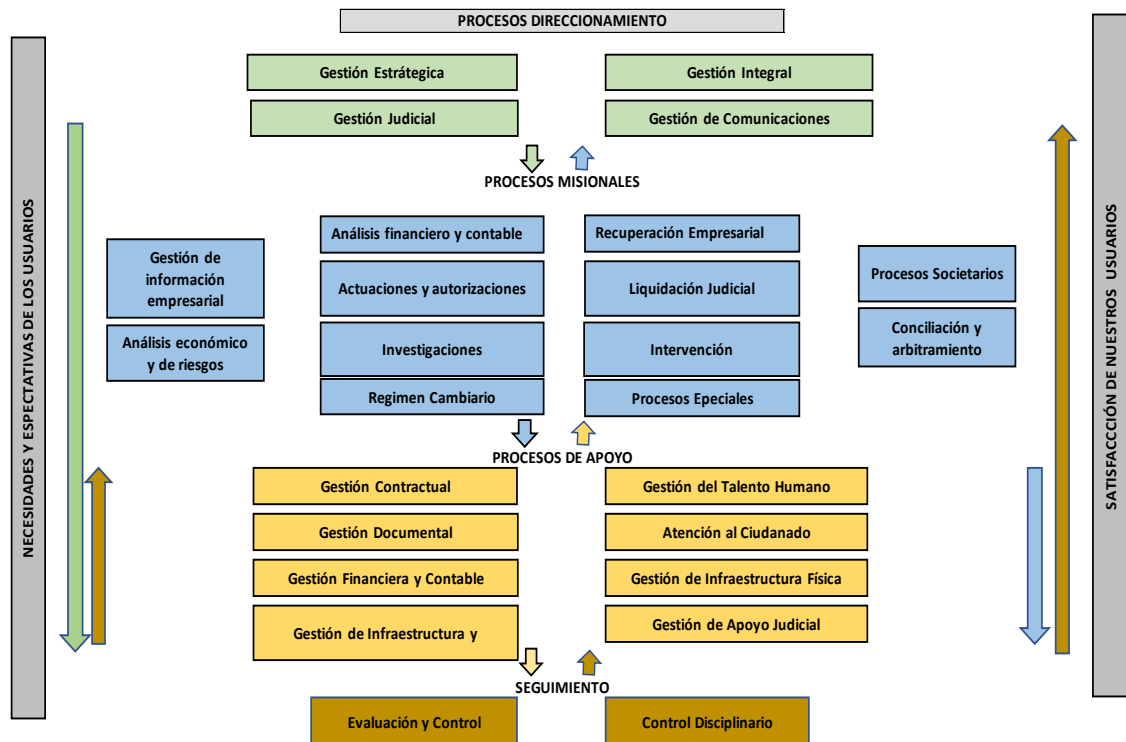 PROCESOS DIRECCIONAMIENTO
NECESIDADES Y ESPECTATIVAS DE LOS USUARIOS
SATISFACCCIÓN DE NUESTROS USUARIOS
Gestión Estrátegica
Gestión Integral
Gestión Judicial
Gestión de Comunicaciones
PROCESOS MISIONALES
Gestión de
información
empresarial
Análisis económico
y de riesgos
Análisis financiero y contable
Recuperación Empresarial
Actuaciones y autorizaciones
Liquidación Judicial
Investigaciones
Intervención
Regimen Cambiario
Procesos Epeciales
Procesos Societarios
Conciliación y
arbitramiento
PROCESOS DE APOYO
Gestión Contractual
Gestión del Talento Humano
Gestión Documental
Atención al Ciudanado
Gestión Financiera y Contable
Gestión de Infraestructura Física
Gestión de Infraestructura y
Gestión de Apoyo Judicial
SEGUIMIENTO
Evaluación y Control
Control Disciplinario